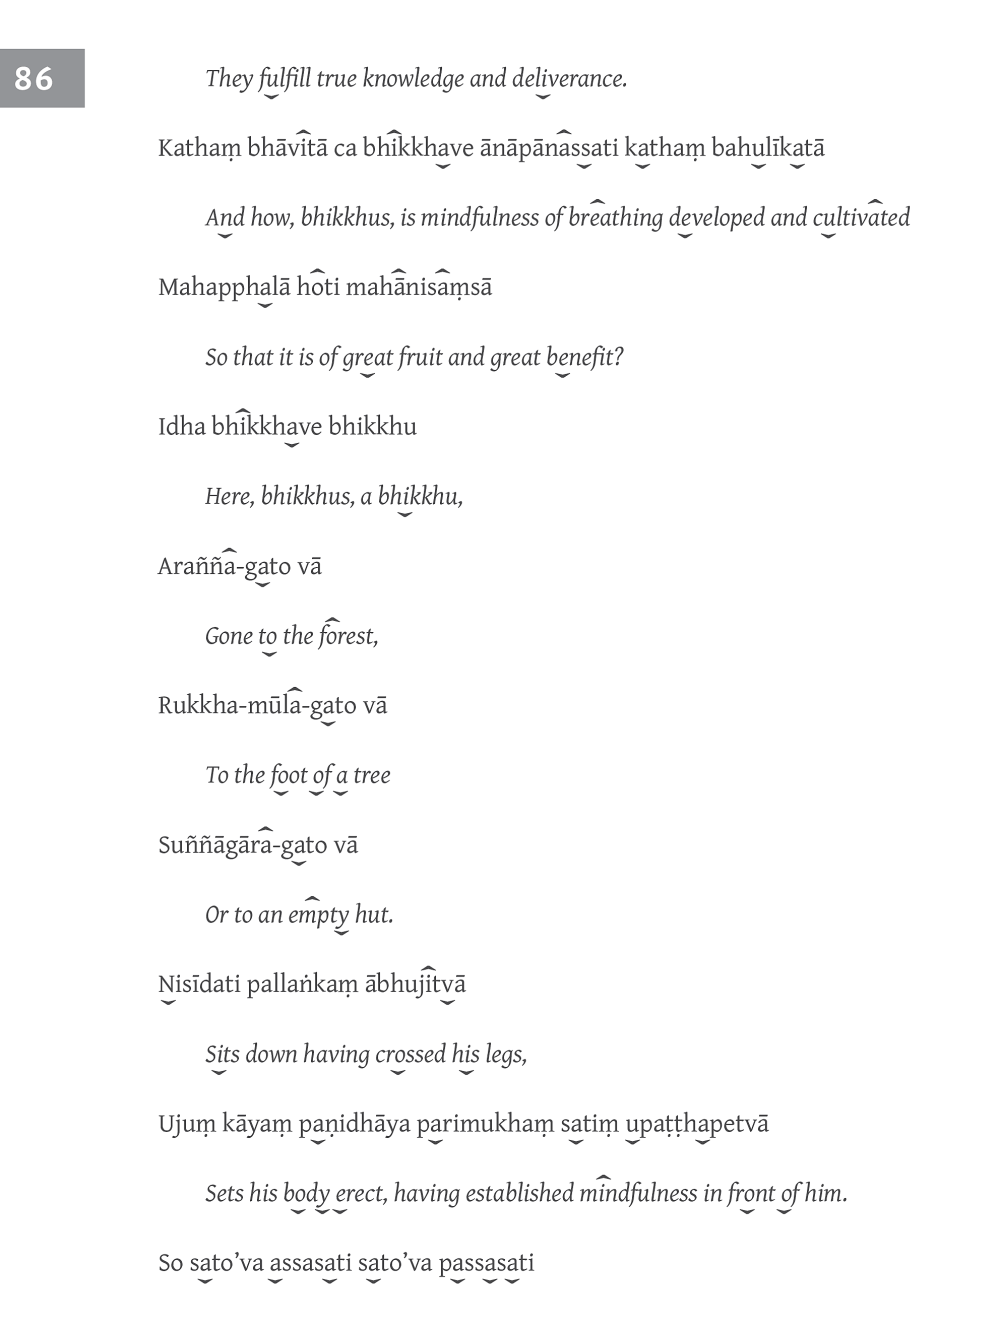 86
They fulfill true knowledge and deliverance.
Kathaṃ bhāvitā ca bhikkhave ānāpānassati kathaṃ bahulīkatā
And how, bhikkhus, is mindfulness of breathing developed and cultivated
Mahapphalā hoti mahānisaṃsā
So that it is of great fruit and great benefit?
Idha bhikkhave bhikkhu
Here, bhikkhus, a bhikkhu,
Arañña-gato vā
Gone to the forest,
Rukkha-mūla-gato vā
To the foot of a tree
Suññāgāra-gato vā
Or to an empty hut.
Nisīdati pallaṅkaṃ ābhujitvā
Sits down having crossed his legs,
Ujuṃ kāyaṃ paṇidhāya parimukhaṃ satiṃ upaṭṭhapetvā
Sets his body erect, having established mindfulness in front of him.
So sato’va assasati sato’va passasati